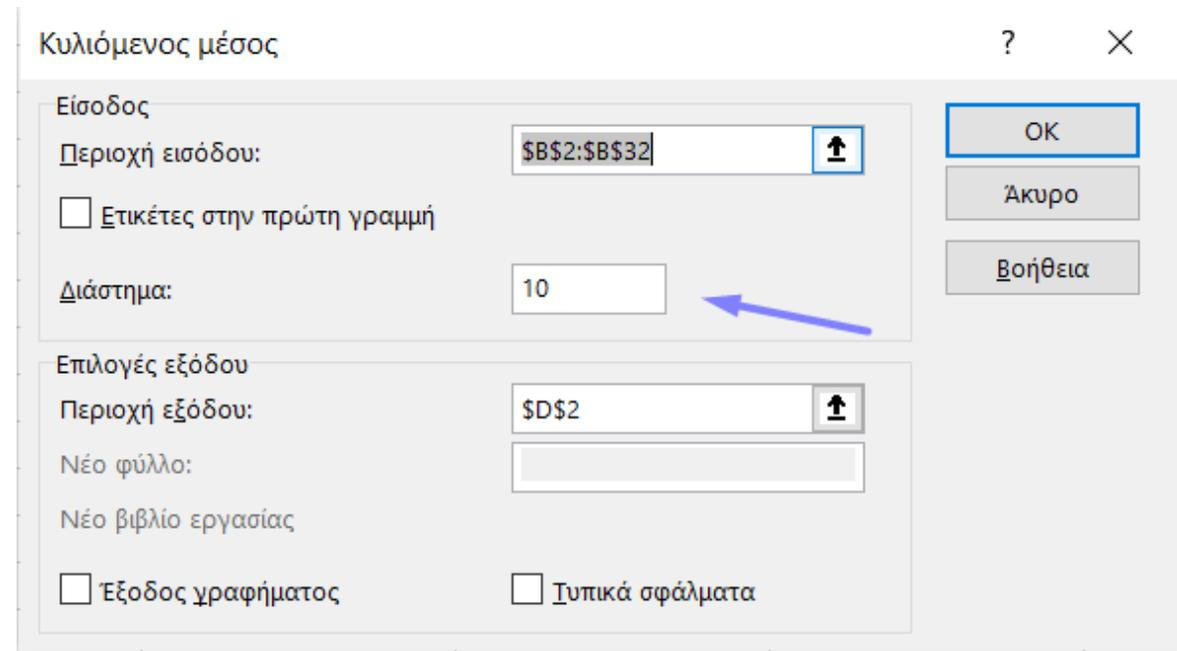 Κυλιόμενος μέσος ?
Είσοδος
Περιοχή εισόδου: $B$2:$B$32
Ετικέτες στην πρώτη γραμμή
Διάστημα: 10
OK
Άκυρο
Βοήθεια
Επιλογές εξόδου
Περιοχή εξόδου: $D$2
Νέο φύλλο:
Νέο βιβλίο εργασίας
Έξοδος γραφήματος Τυπικά σφάλματα